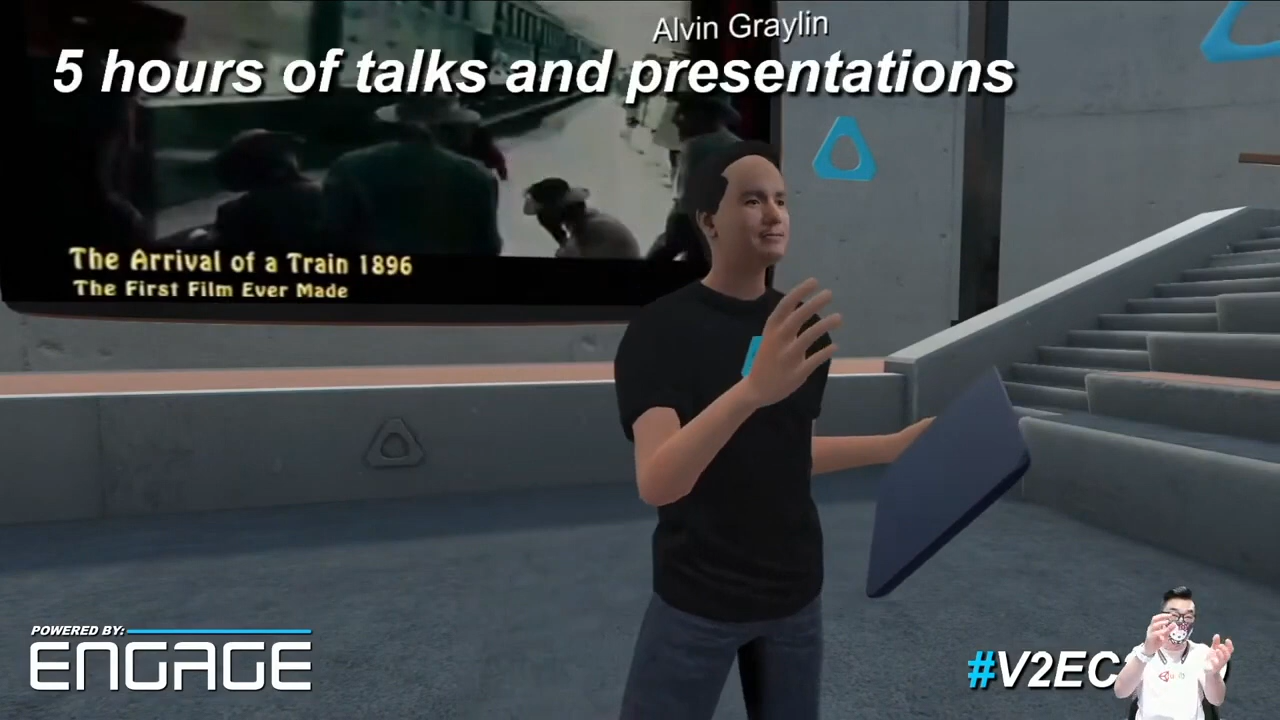 Alvin Graylin
5 hours of talks and presentations
The Arrival of a Train 1896
The First Film Ever Made
POWERED BY:
ENGAGE
#V2EC